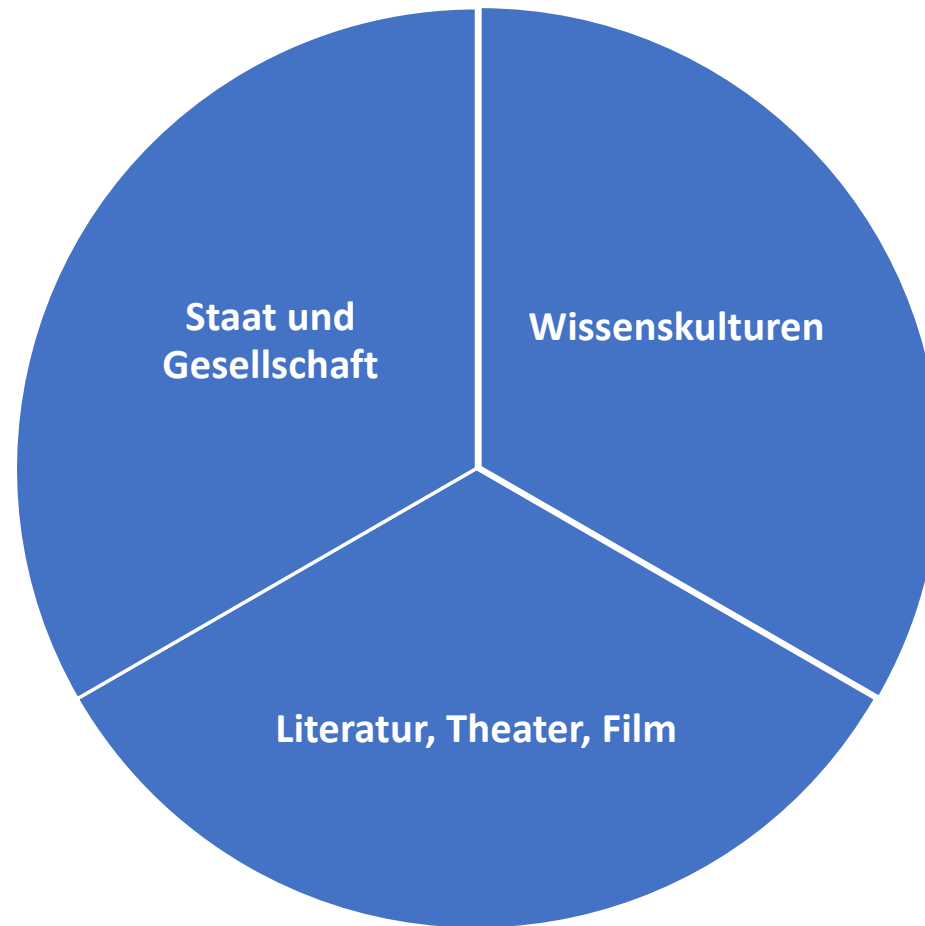 Staat und
Gesellschaft
Wissenskulturen
Literatur, Theater, Film